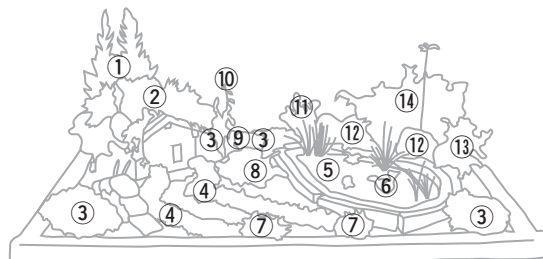 ①
②
⑩
⑪
⑭
③ ⑨ ③ ⑫ ⑫ ⑬
④ ⑧ ⑤ ⑥
③ ④ ⑦ ⑦ ③